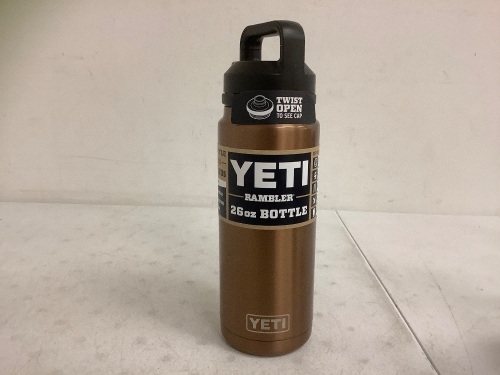 TWIST
OPEN
TO SEE CAP
YETI
RAMBLER
26oz BOTTLE
YETI